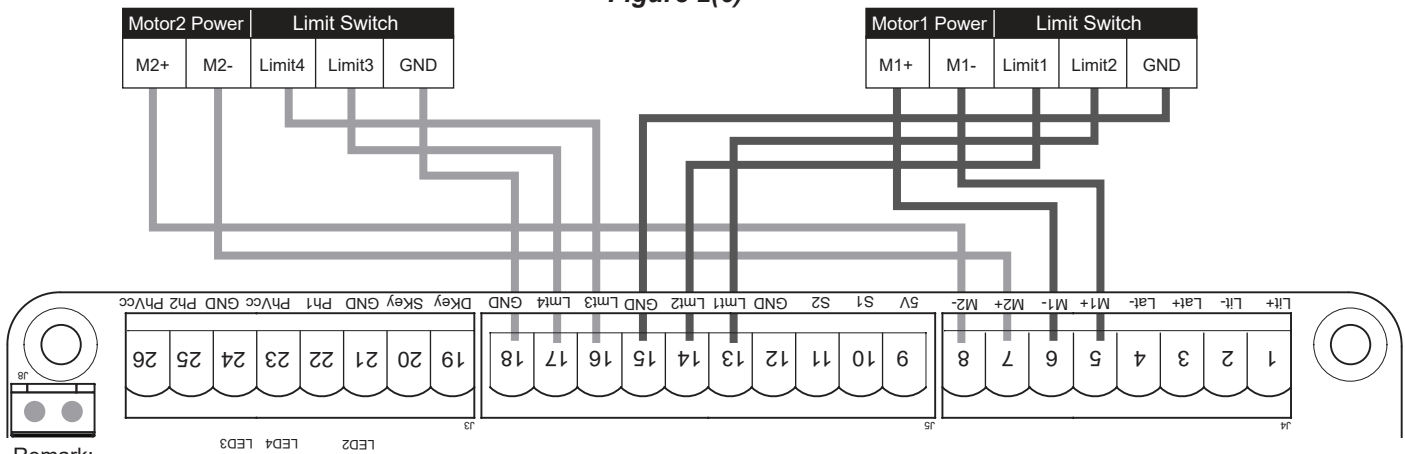 Figure
Motor2 Power Limit Switch
M2+ M2- Limit4 Limit3 GND
Motor1 Power Limit Switch
M1+ M1- Limit1 Limit2 GND
PhVcc Ph2 GND PhVcc Ph1 GND SKey DKey
GND Lmt4 Lmt3 GND Lmt2 Lmt1 GND S2 S1 5V
M2- M2+ M1- M1+ Lat- Lat+ Lit- Lit+
26 25 24 23 22 21 20 19
18 17 16 15 14 13 12 11 10 9
8 7 6 5 4 3 2 1
J8
J3
J5
J4
LED3 LED4 LED2
Remark: